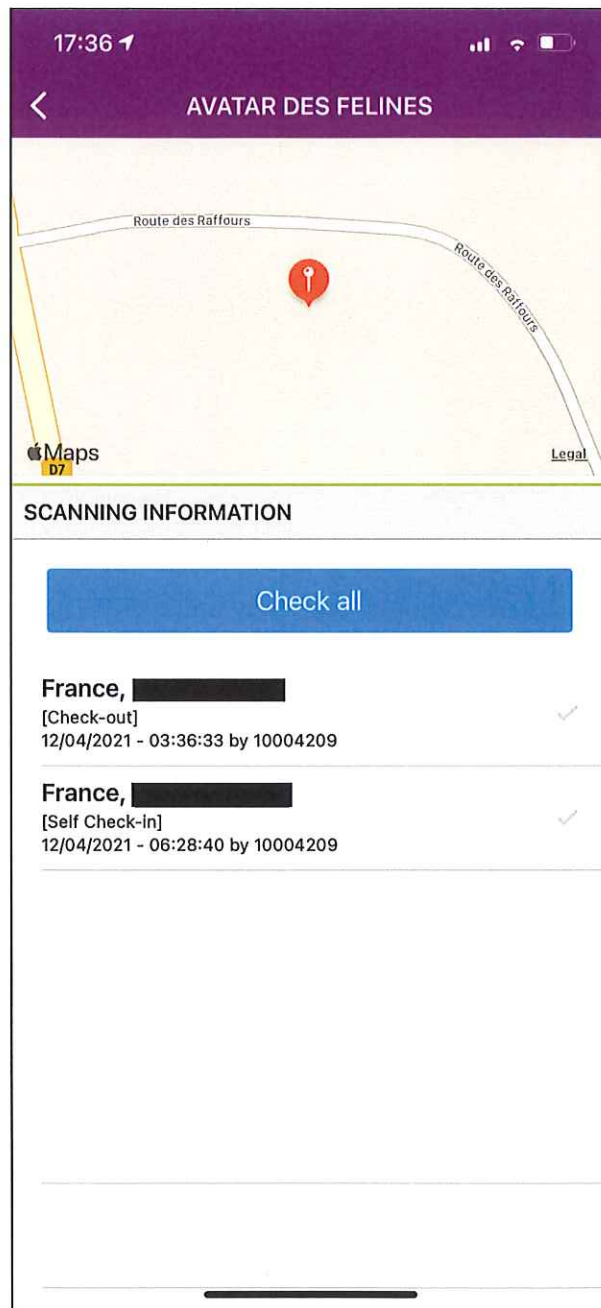 17:36
AVATAR DES FELINES
Route des Raffours
Route des Raffours
Maps
Legal
D7
SCANNING INFORMATION
Check all
France,
[Check-out]
12/04/2021 - 03:36:33 by 10004209
France,
[Self Check-in]
12/04/2021 - 06:28:40 by 10004209